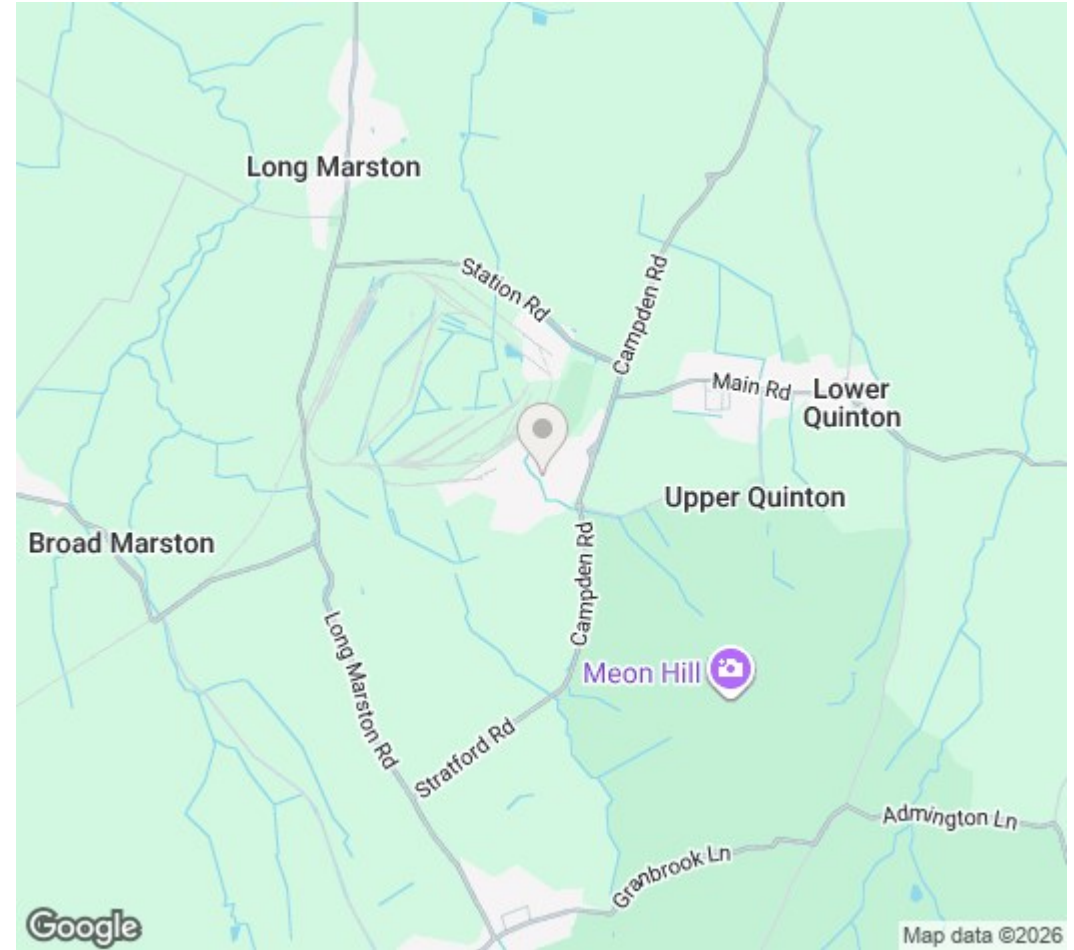 Long Marston
Station Rd
Campden Rd
Main Rd
Lower
Quinton
Upper Quinton
Broad Marston
Campden Rd
Long Marston Rd
Meon Hill
Stratford Rd
Admington Ln
Granbrook Ln
Google
Map data ©2026